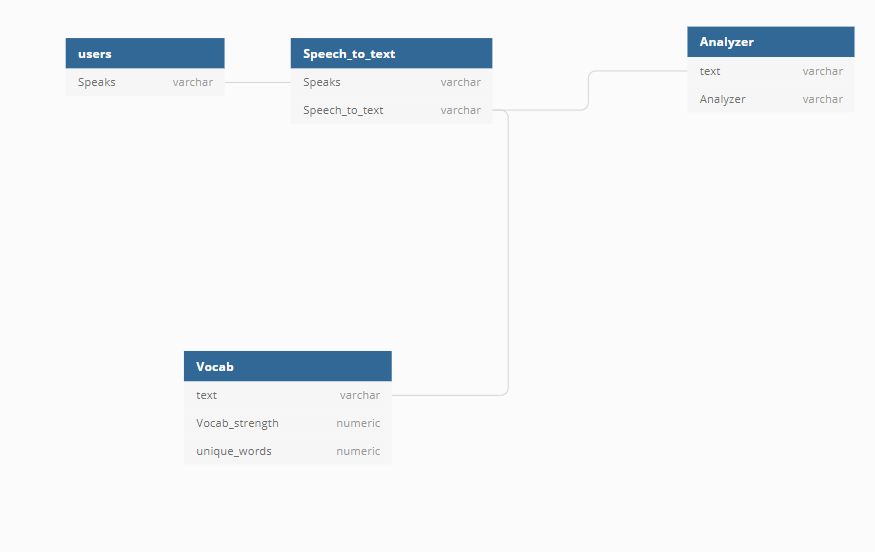 users
Speaks varchar
Speech_to_text
Speaks varchar
Speech_to_text varchar
Analyzer
text varchar
Analyzer varchar
Vocab
text varchar
Vocab_strength numeric
unique_words numeric